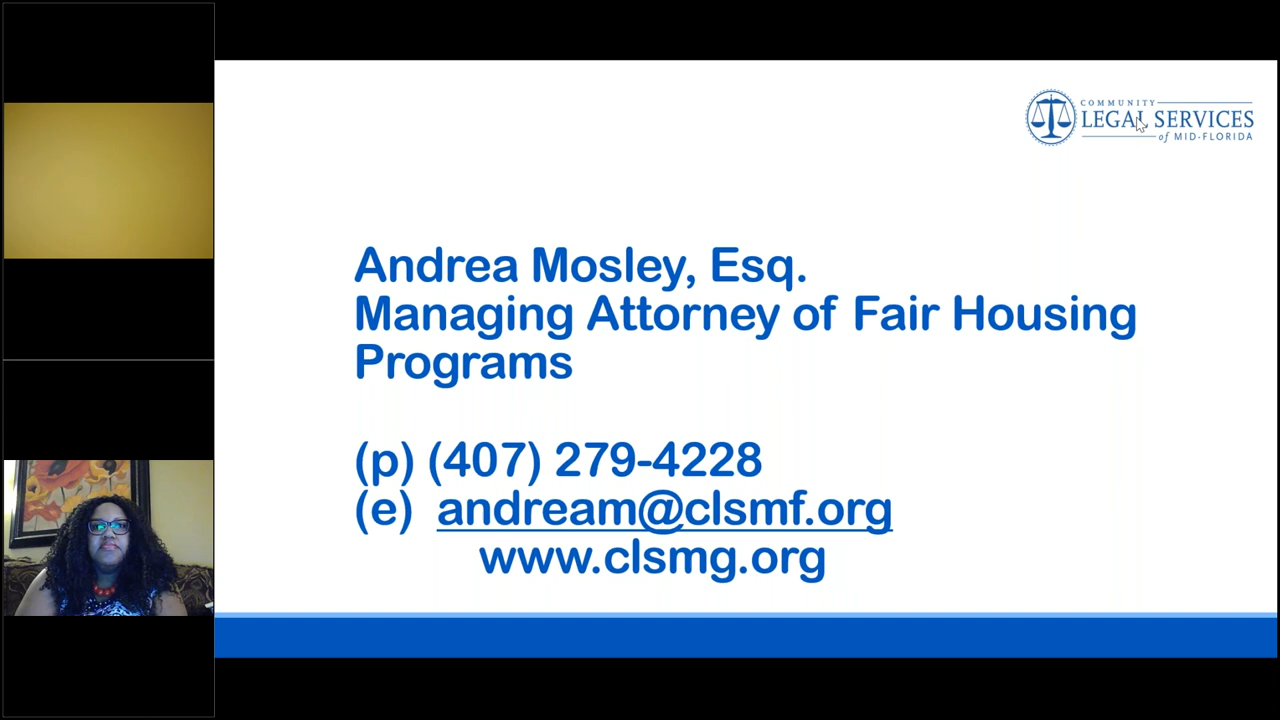 COMMUNITY
LEGAL SERVICES
of MID-FLORIDA
Andrea Mosley, Esq.
Managing Attorney of Fair Housing
Programs
(p) (407) 279-4228
(e) andream@clsmf.org
www.clsmg.org